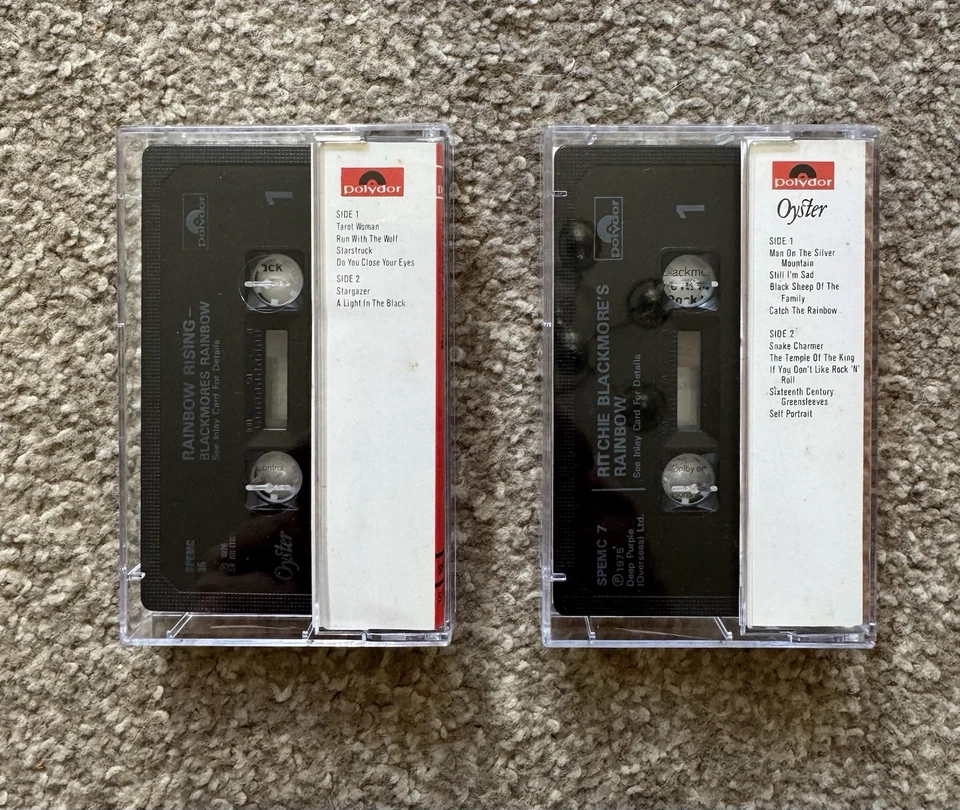 polydor
1
RAINBOW RISING—
BLACKMORES RAINBOW
See Inlay Card For Details
SPEMC
35
Oyster
polydor
SIDE 1
Tarot Woman
Run With The Wolf
Starstruck
Do You Close Your Eyes
SIDE 2
Stargazer
A Light In The Black
polydor
1
RITCHIE BLACKMORE'S
RAINBOW
See Inlay Card For Details
SPEMC 7
Ⓟ 1975
Deep Purple
(Overseas) Ltd.
polydor
Oyster
SIDE 1
Man On The Silver
Mountain
Still I'm Sad
Black Sheep Of The
Family
Catch The Rainbow
SIDE 2
Snake Charmer
The Temple Of The King
If You Don't Like Rock 'N'
Roll
Sixteenth Century
Greensleeves
Self Portrait